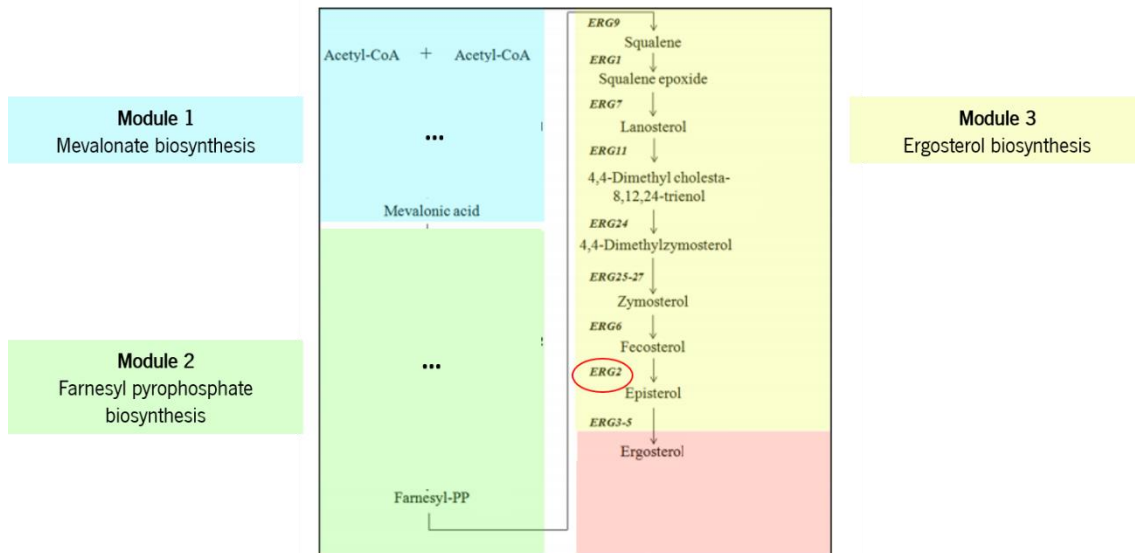 Module 1
Mevalonate biosynthesis
Module 2
Farnesyl pyrophosphate
biosynthesis
Acetyl-CoA + Acetyl-CoA
...
Mevalonic acid
...
Farnesyl-PP
ERG9
Squalene
ERG1
Squalene epoxide
ERG7
Lanosterol
ERG11
4,4-Dimethyl cholesta-
8,12,24-trienol
ERG24
4,4-Dimethylzymosterol
ERG25-27
Zymosterol
ERG6
Fecosterol
ERG2
Episterol
ERG3-5
Ergosterol
Module 3
Ergosterol biosynthesis